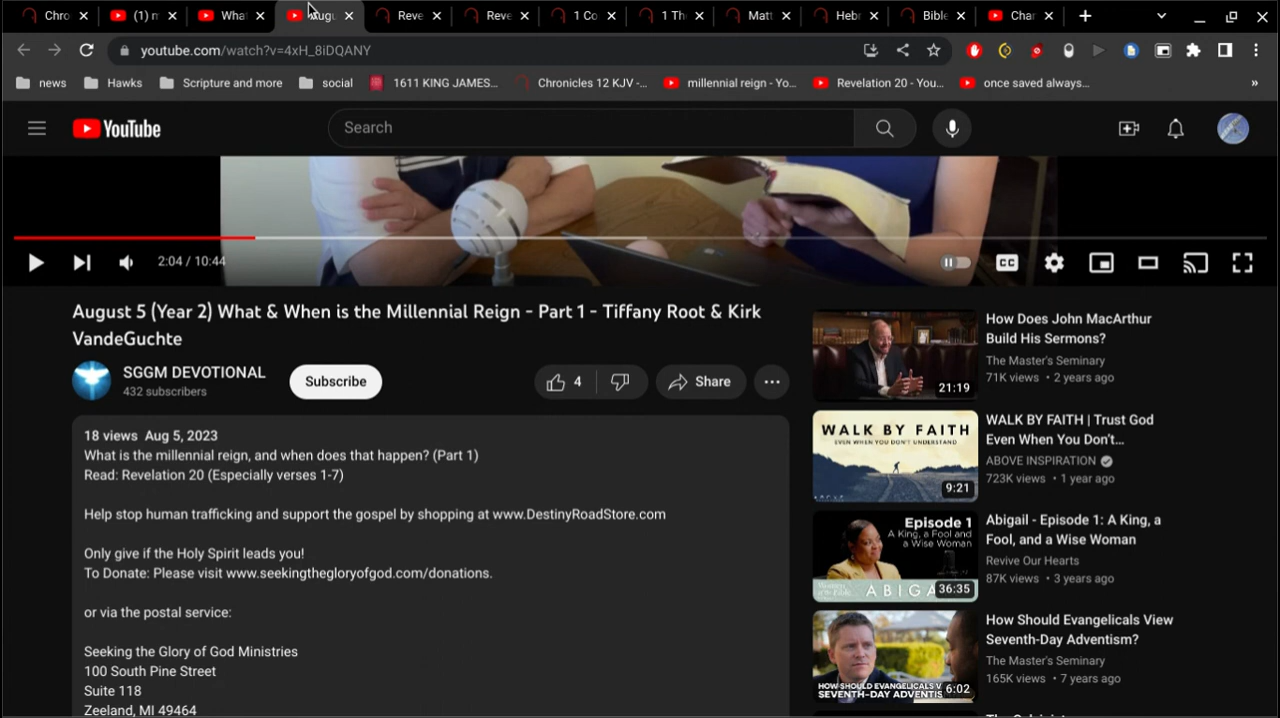 Chro
(1) n
Wha
Augu
Reve
Reve
1 Co
1 Th
Matt
Heb
Bible
Char
youtube.com/watch?v=4xH_8iDQANY
news
Hawks
Scripture and more
social
1611 KING JAMES...
Chronicles 12 KJV -...
millennial reign - Yo...
Revelation 20 - You...
once saved always...
»
YouTube
Search
2:04 / 10:44
CC
August 5 (Year 2) What & When is the Millennial Reign - Part 1 - Tiffany Root & Kirk
VandeGuchte
SGGM DEVOTIONAL
432 subscribers
Subscribe
4
Share
18 views Aug 5, 2023
What is the millennial reign, and when does that happen? (Part 1)
Read: Revelation 20 (Especially verses 1-7)
Help stop human trafficking and support the gospel by shopping at www.DestinyRoadStore.com
Only give if the Holy Spirit leads you!
To Donate: Please visit www.seekingthegloryofgod.com/donations.
or via the postal service:
Seeking the Glory of God Ministries
100 South Pine Street
Suite 118
Zeeland, MI 49464
21:19
How Does John MacArthur
Build His Sermons?
The Master's Seminary
71K views • 2 years ago
WALK BY FAITH
EVEN WHEN YOU DON'T UNDERSTAND
9:21
WALK BY FAITH | Trust God
Even When You Don't...
ABOVE INSPIRATION
723K views • 1 year ago
Episode 1
A King, a Fool and
a Wise Woman
ABIGA
36:35
Abigail - Episode 1: A King, a
Fool, and a Wise Woman
Revive Our Hearts
87K views • 3 years ago
HOW SHOULD EVANGELICALS V
SEVENTH-DAY ADVENTIS
6:02
How Should Evangelicals View
Seventh-Day Adventism?
The Master's Seminary
165K views • 7 years ago